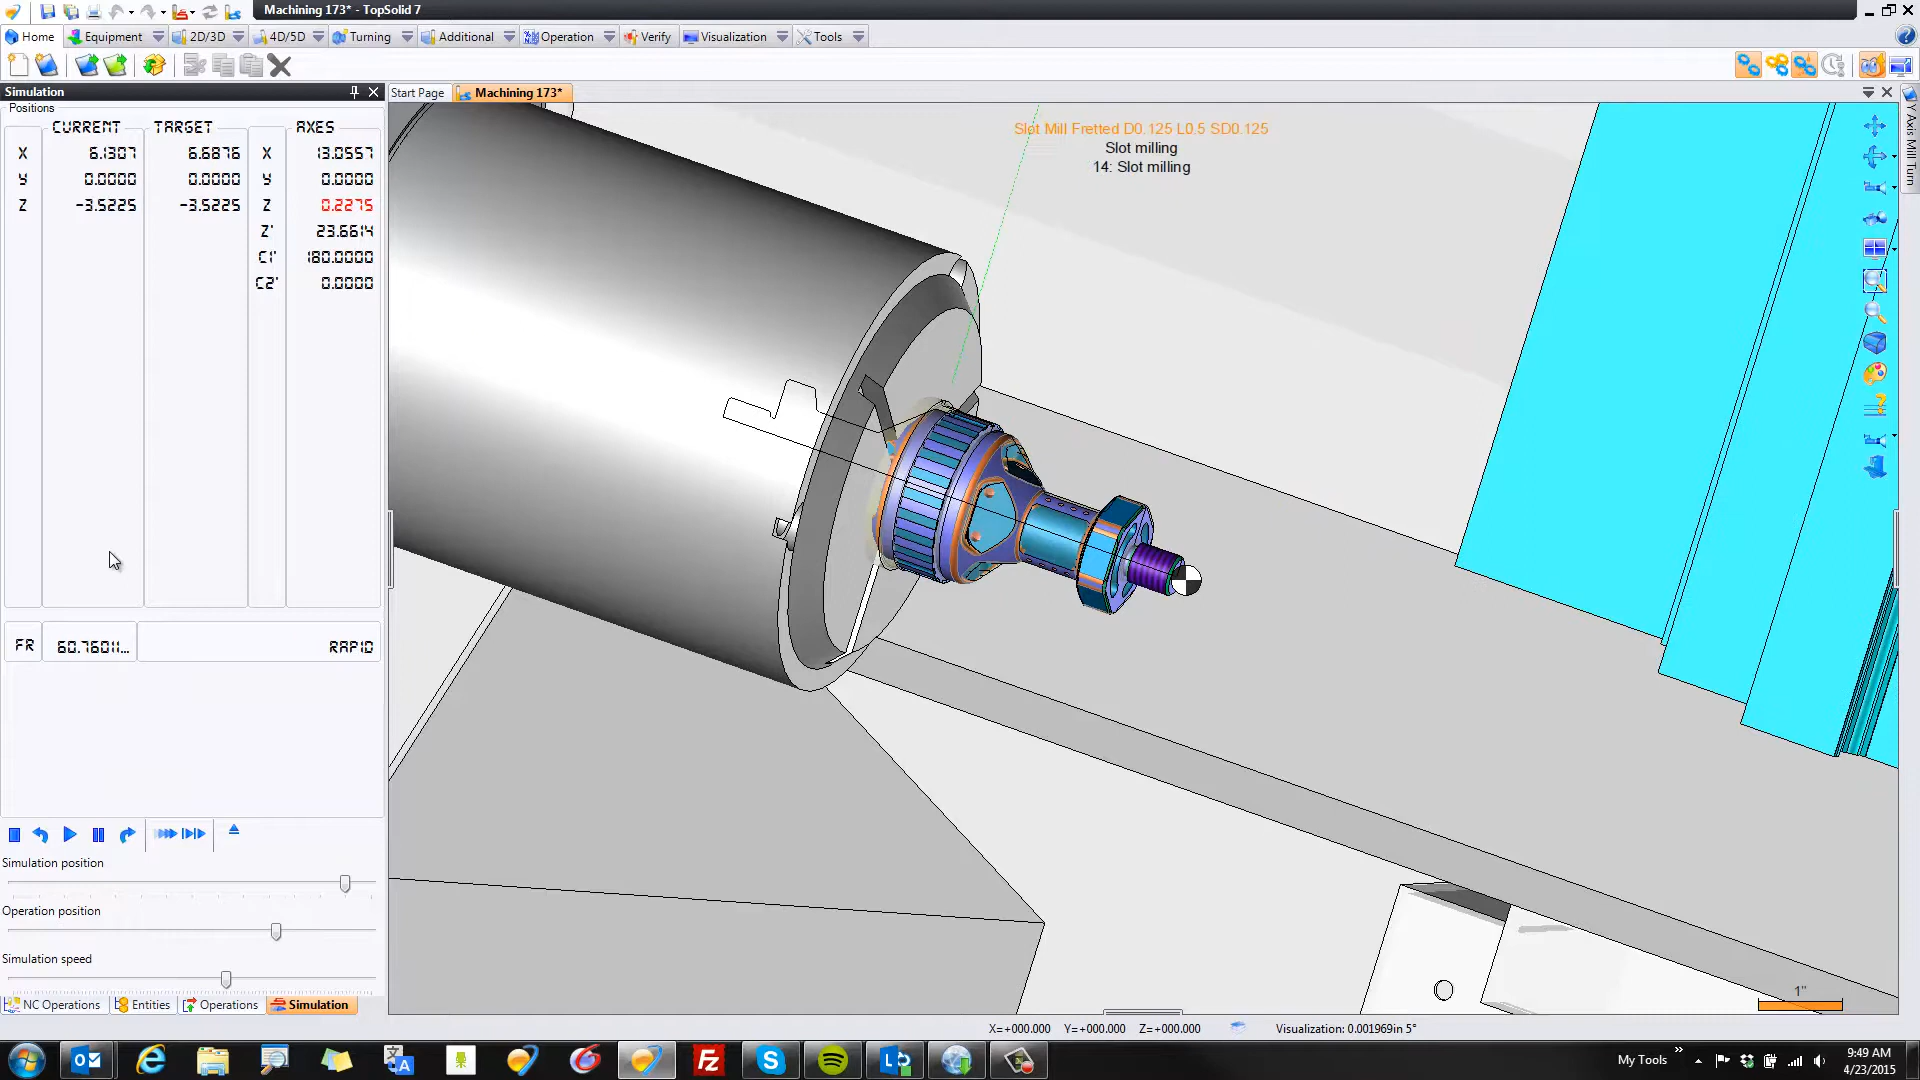 Machining 173* - TopSolid 7
Home Equipment 2D/3D 4D/5D Turning Additional Operation Verify Visualization Tools
Simulation
Start Page Machining 173*
Positions
CURRENT TARGET AXES
X 6.1307 6.6876 X 13.0557
Y 0.0000 0.0000 Y 0.0000
Z -3.5225 -3.5225 Z 0.2275
Z' 23.6614
C1' 180.0000
C2' 0.0000
FR 60.76011... RAPID
Simulation position
Operation position
Simulation speed
NC Operations Entities Operations Simulation
Slot Mill Fretted D0.125 L0.5 SD0.125
Slot milling
14: Slot milling
Y Axis Mill Turn
1"
X=+000.000 Y=+000.000 Z=+000.000 Visualization: 0.001969in 5°
My Tools
9:49 AM
4/23/2015